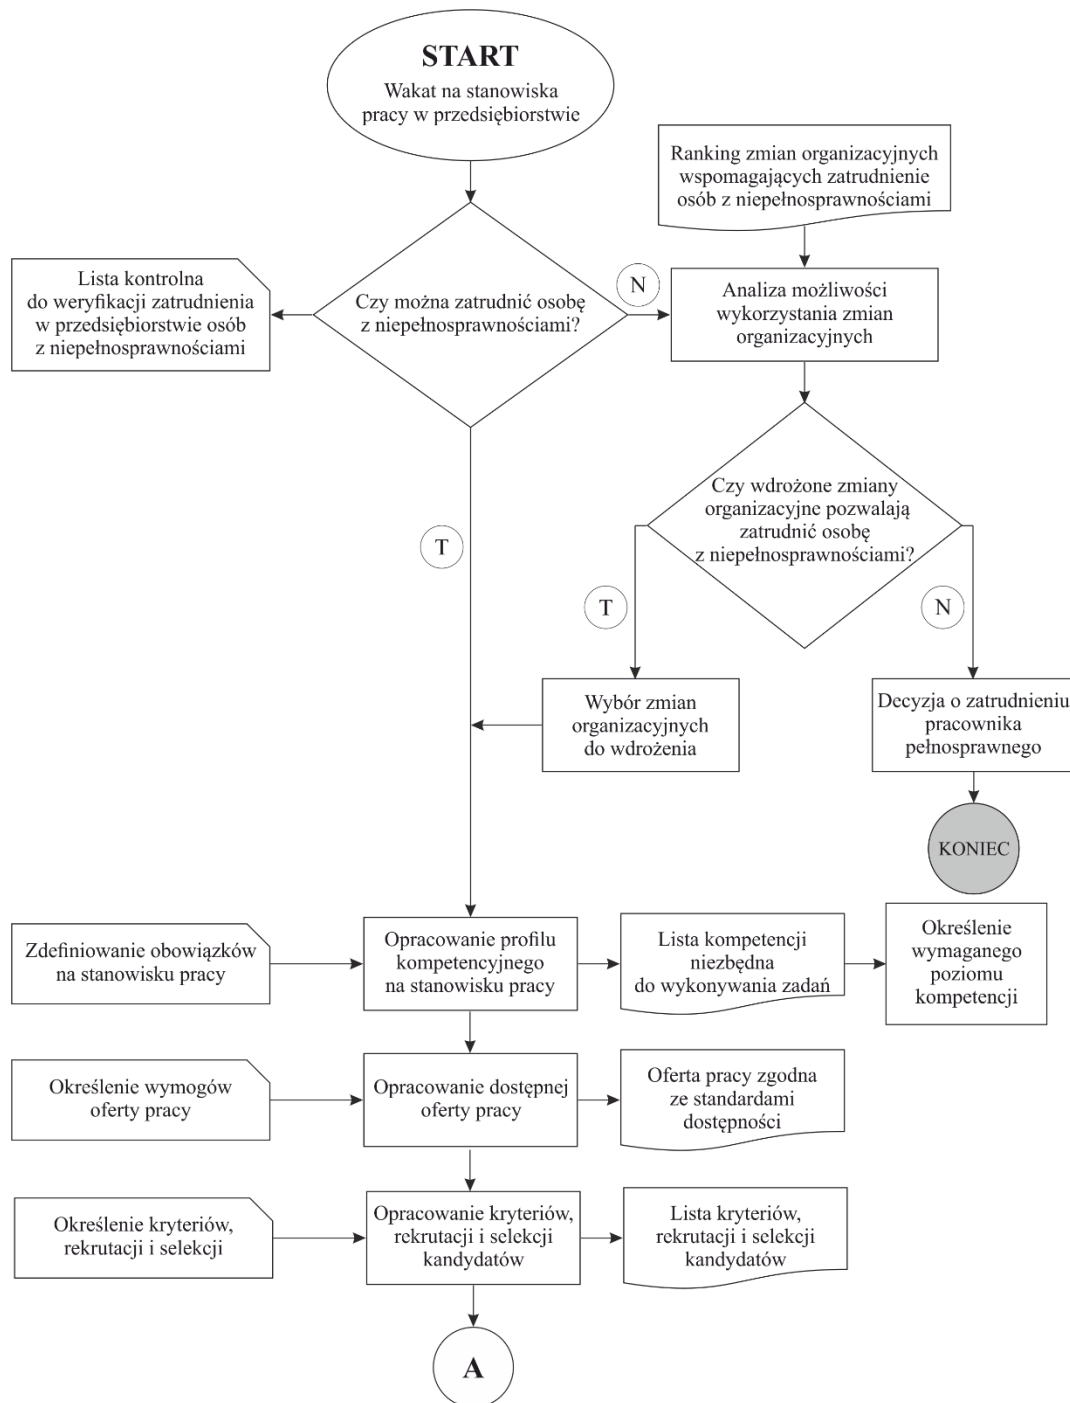 START
Wakat na stanowiska
pracy w przedsiębiorstwie
Ranking zmian organizacyjnych
wspomagających zatrudnienie
osób z niepełnosprawnościami
Lista kontrolna
do weryfikacji zatrudnienia
w przedsiębiorstwie osób
z niepełnosprawnościami
Czy można zatrudnić osobę
z niepełnosprawnościami?
N
Analiza możliwości
wykorzystania zmian
organizacyjnych
Czy wdrożone zmiany
organizacyjne pozwalają
zatrudnić osobę
z niepełnosprawnościami?
T
T
N
Wybór zmian
organizacyjnych
do wdrożenia
Decyzja o zatrudnieniu
pracownika
pełnosprawnego
KONIEC
Zdefiniowanie obowiązków
na stanowisku pracy
Opracowanie profilu
kompetencyjnego
na stanowisku pracy
Lista kompetencji
niezbędna
do wykonywania zadań
Określenie
wymaganego
poziomu
kompetencji
Określenie wymogów
oferty pracy
Opracowanie dostępnej
oferty pracy
Oferta pracy zgodna
ze standardami
dostępności
Określenie kryteriów,
rekrutacji i selekcji
Opracowanie kryteriów,
rekrutacji i selekcji
kandydatów
Lista kryteriów,
rekrutacji i selekcji
kandydatów
A